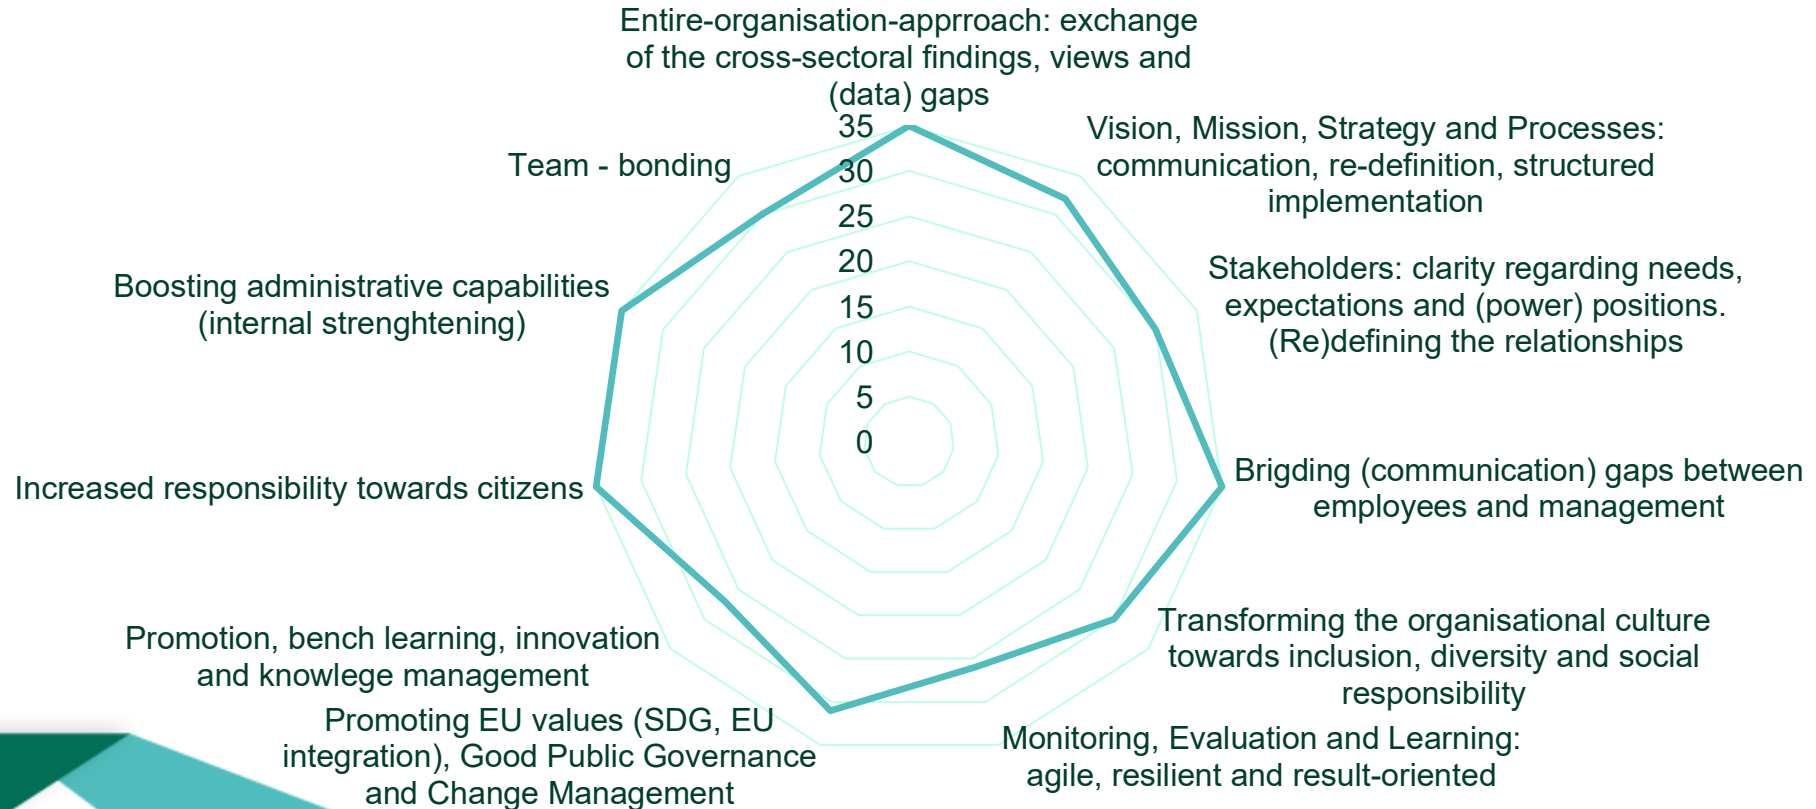 Entire-organisation-apprroach: exchange
of the cross-sectoral findings, views and
(data) gaps
Vision, Mission, Strategy and Processes:
communication, re-definition, structured
implementation
Stakeholders: clarity regarding needs,
expectations and (power) positions.
(Re)defining the relationships
Brigding (communication) gaps between
employees and management
Transforming the organisational culture
towards inclusion, diversity and social
responsibility
Monitoring, Evaluation and Learning:
agile, resilient and result-oriented
Promoting EU values (SDG, EU
integration), Good Public Governance
and Change Management
Promotion, bench learning, innovation
and knowlege management
Increased responsibility towards citizens
Boosting administrative capabilities
(internal strenghtening)
Team - bonding
35
30
25
20
15
10
5
0